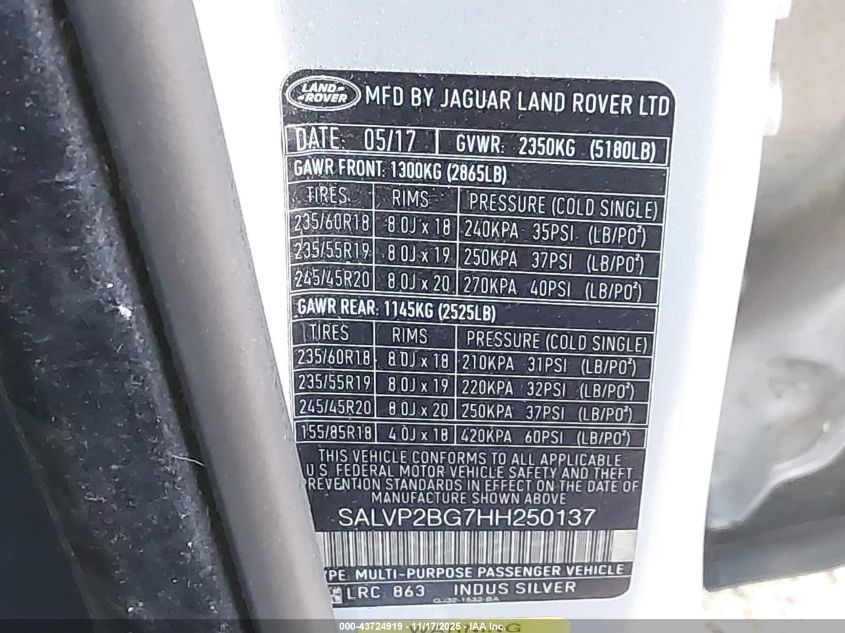 LAND ROVER MFD BY JAGUAR LAND ROVER LTD
DATE: 05/17 GVWR: 2350KG (5180LB)
GAWR FRONT: 1300KG (2865LB)
TIRES RIMS PRESSURE (COLD SINGLE)
235/60R18 8.0J x 18 240KPA 35PSI (LB/PO²)
235/55R19 8.0J x 19 250KPA 37PSI (LB/PO²)
245/45R20 8.0J x 20 270KPA 40PSI (LB/PO²)
GAWR REAR: 1145KG (2525LB)
TIRES RIMS PRESSURE (COLD SINGLE)
235/60R18 8.0J x 18 210KPA 31PSI (LB/PO²)
235/55R19 8.0J x 19 220KPA 32PSI (LB/PO²)
245/45R20 8.0J x 20 250KPA 37PSI (LB/PO²)
155/85R18 4.0J x 18 420KPA 60PSI (LB/PO²)
THIS VEHICLE CONFORMS TO ALL APPLICABLE
U.S. FEDERAL MOTOR VEHICLE SAFETY AND THEFT
PREVENTION STANDARDS IN EFFECT ON THE DATE
OF MANUFACTURE SHOWN ABOVE
SALVP2BG7HH250137
TYPE: MULTI-PURPOSE PASSENGER VEHICLE
LRC 863 INDUS SILVER
000-43724919 - 11/17/2025 - IAAI.COM